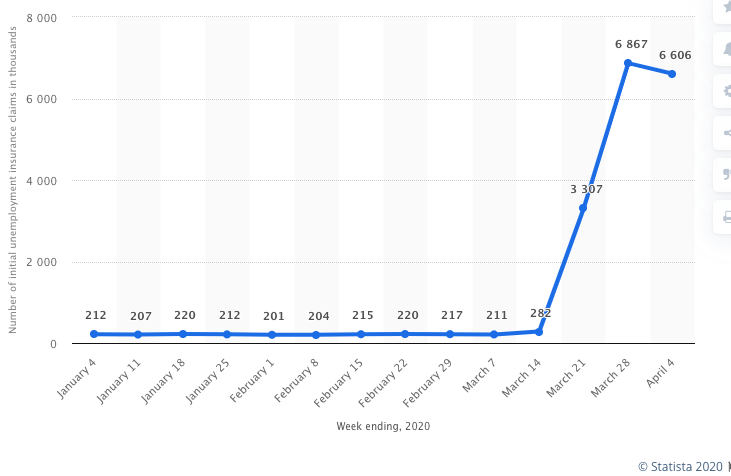 Number of initial unemployment insurance claims in thousands
8 000
6 000
4 000
2 000
0
212
207
220
212
201
204
215
220
217
211
282
3 307
6 867
6 606
January 4
January 11
January 18
January 25
February 1
February 8
February 15
February 22
February 29
March 7
March 14
March 21
March 28
April 4
Week ending, 2020
© Statista 2020